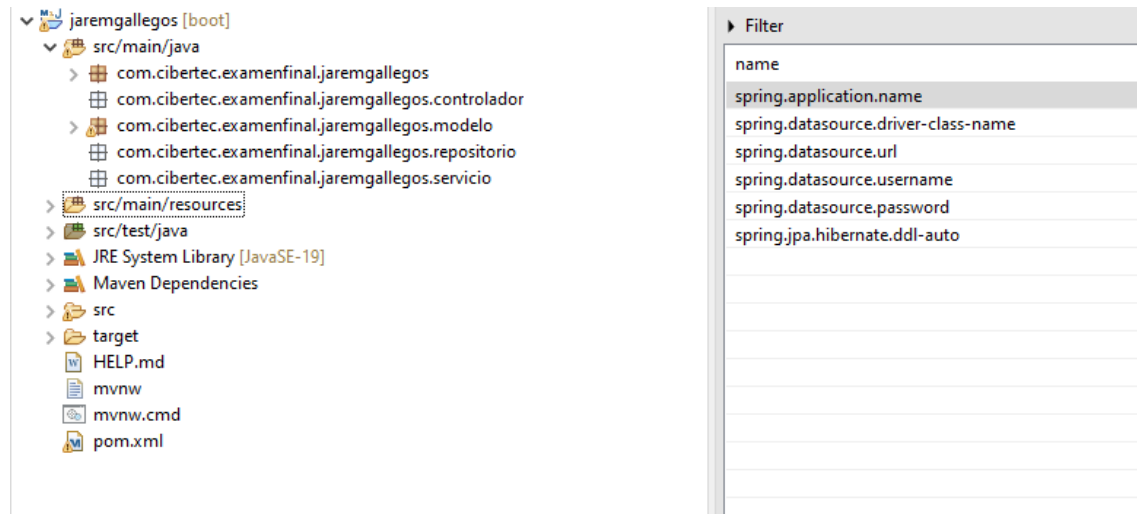 jaremgallegos [boot]
src/main/java
com.cibertec.examenfinal.jaremgallegos
com.cibertec.examenfinal.jaremgallegos.controlador
com.cibertec.examenfinal.jaremgallegos.modelo
com.cibertec.examenfinal.jaremgallegos.repositorio
com.cibertec.examenfinal.jaremgallegos.servicio
src/main/resources
src/test/java
JRE System Library [JavaSE-19]
Maven Dependencies
src
target
HELP.md
mvnw
mvnw.cmd
pom.xml
Filter
name
spring.application.name
spring.datasource.driver-class-name
spring.datasource.url
spring.datasource.username
spring.datasource.password
spring.jpa.hibernate.ddl-auto